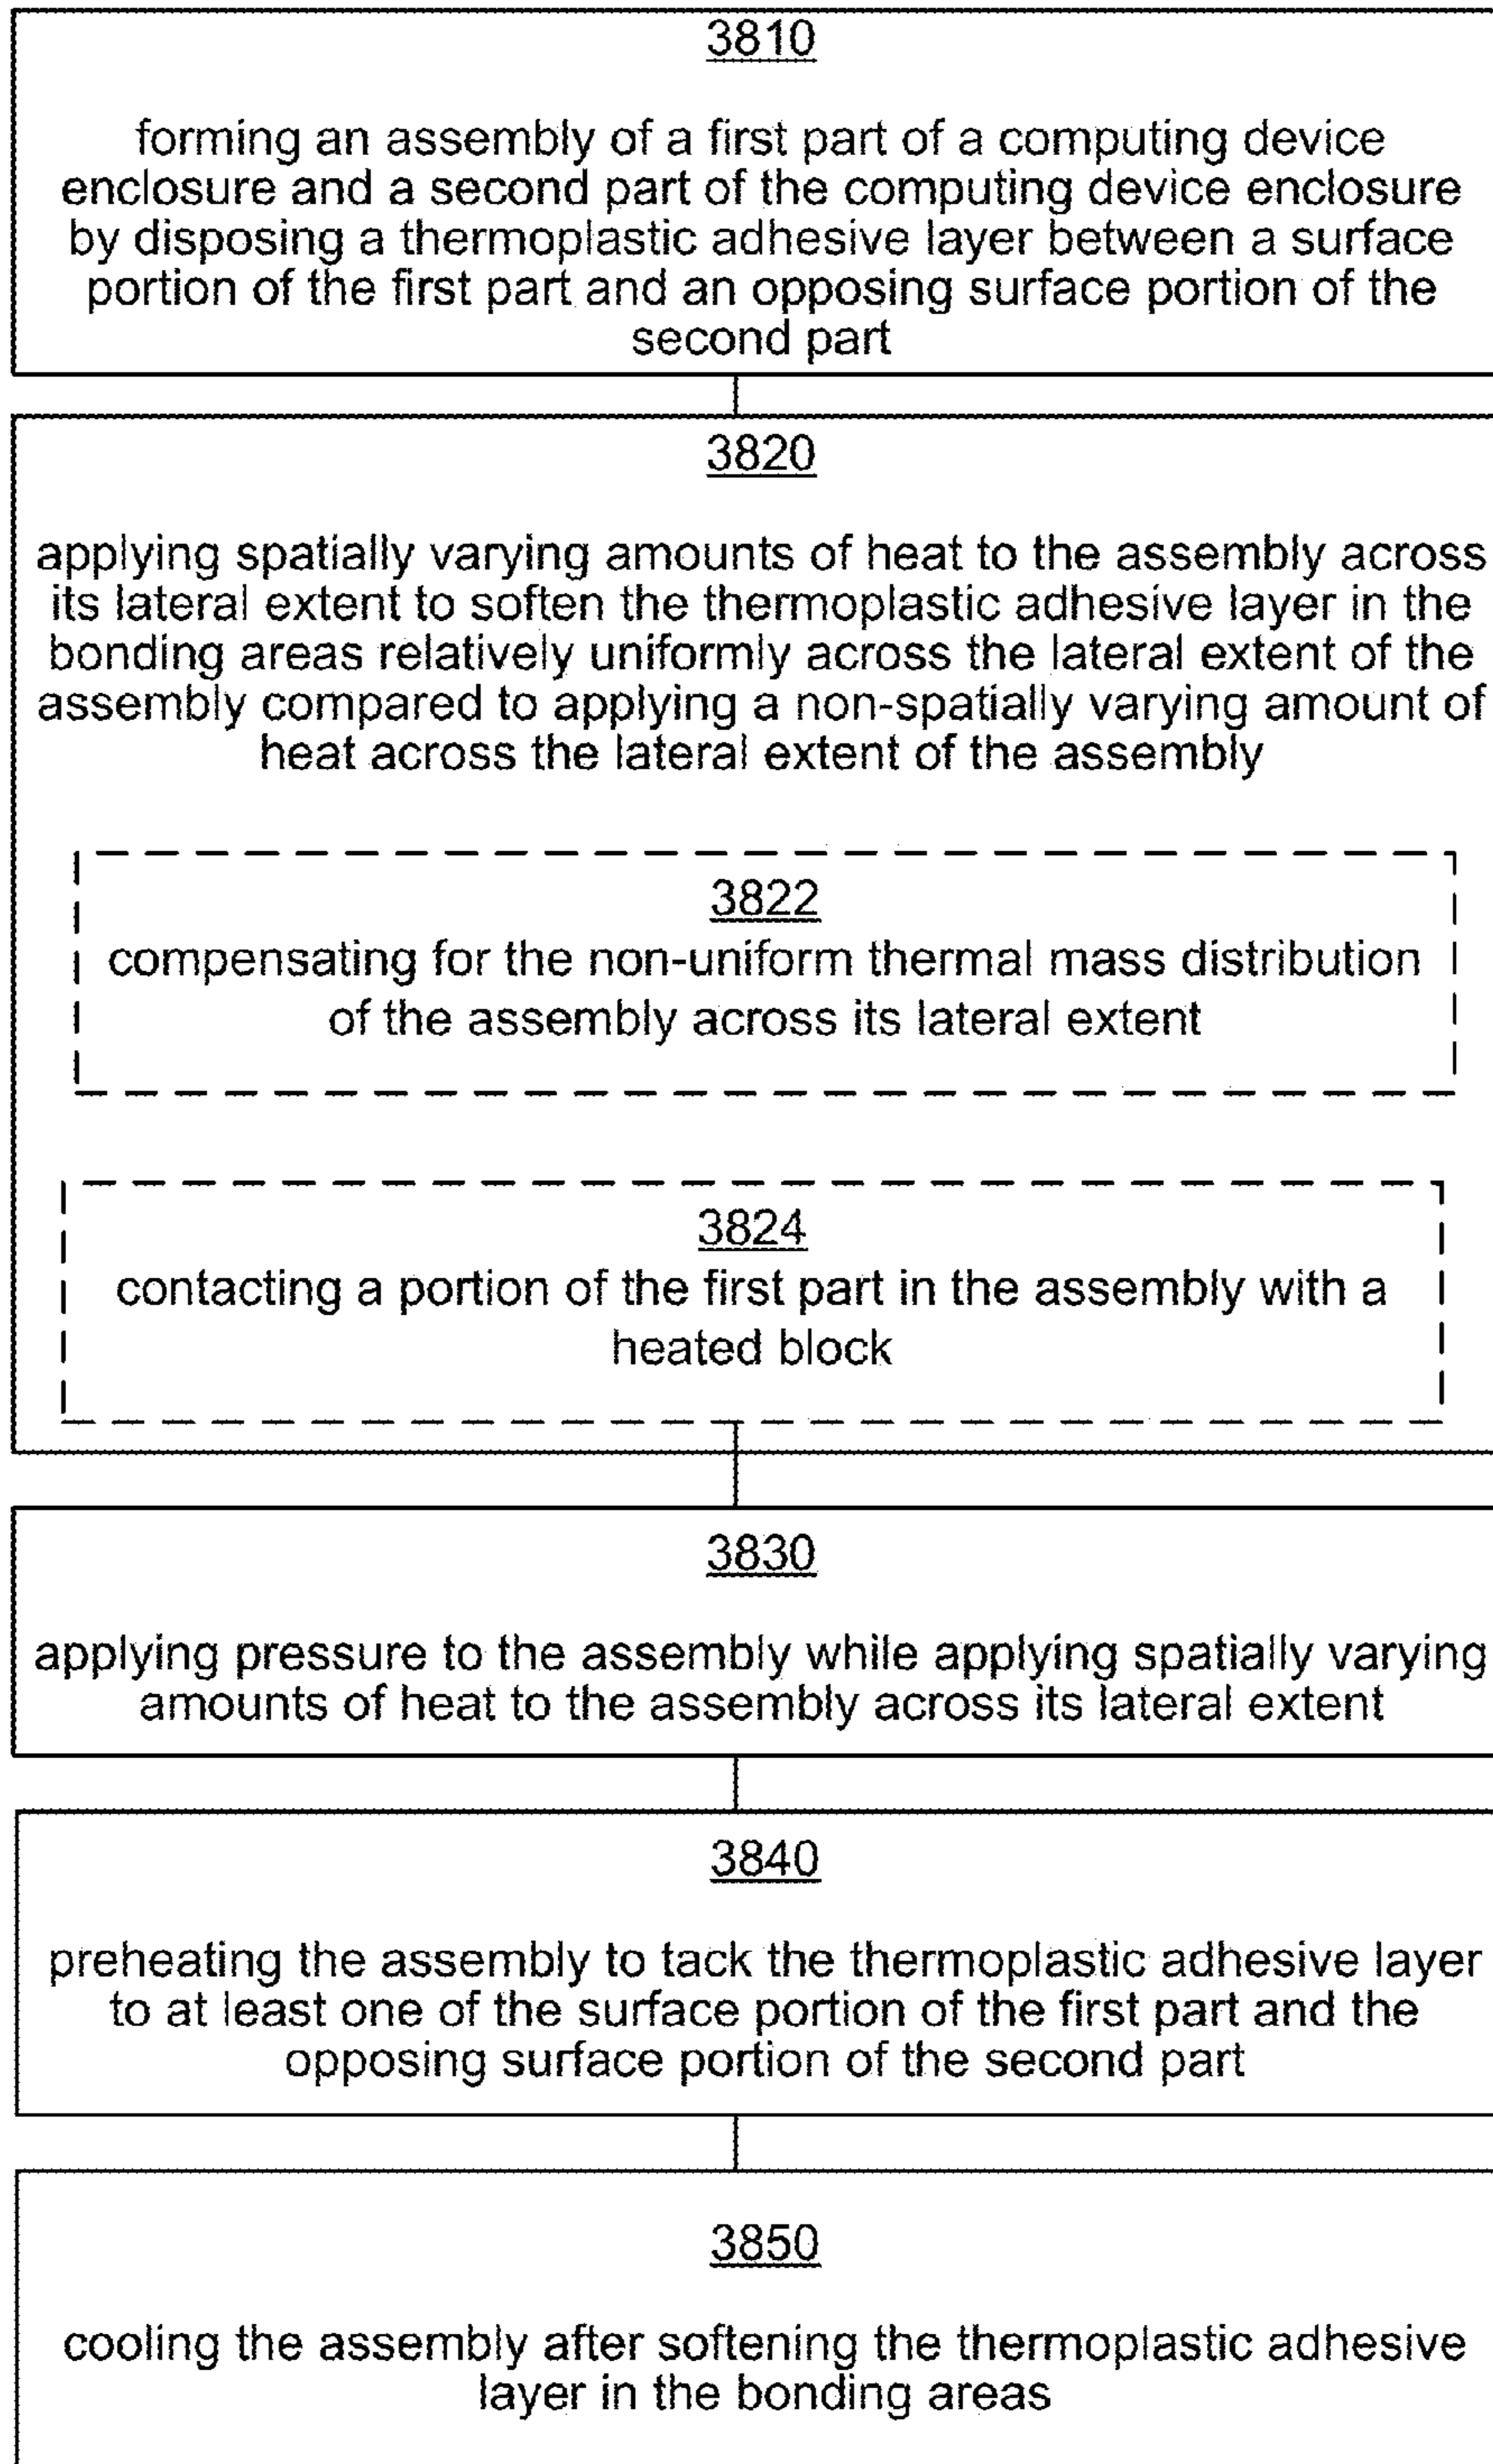 3810
forming an assembly of a first part of a computing device
enclosure and a second part of the computing device enclosure
by disposing a thermoplastic adhesive layer between a surface
portion of the first part and an opposing surface portion of the
second part
3820
applying spatially varying amounts of heat to the assembly across
its lateral extent to soften the thermoplastic adhesive layer in the
bonding areas relatively uniformly across the lateral extent of the
assembly compared to applying a non-spatially varying amount of
heat across the lateral extent of the assembly
3822
compensating for the non-uniform thermal mass distribution
of the assembly across its lateral extent
3824
contacting a portion of the first part in the assembly with a
heated block
3830
applying pressure to the assembly while applying spatially varying
amounts of heat to the assembly across its lateral extent
3840
preheating the assembly to tack the thermoplastic adhesive layer
to at least one of the surface portion of the first part and the
opposing surface portion of the second part
3850
cooling the assembly after softening the thermoplastic adhesive
layer in the bonding areas